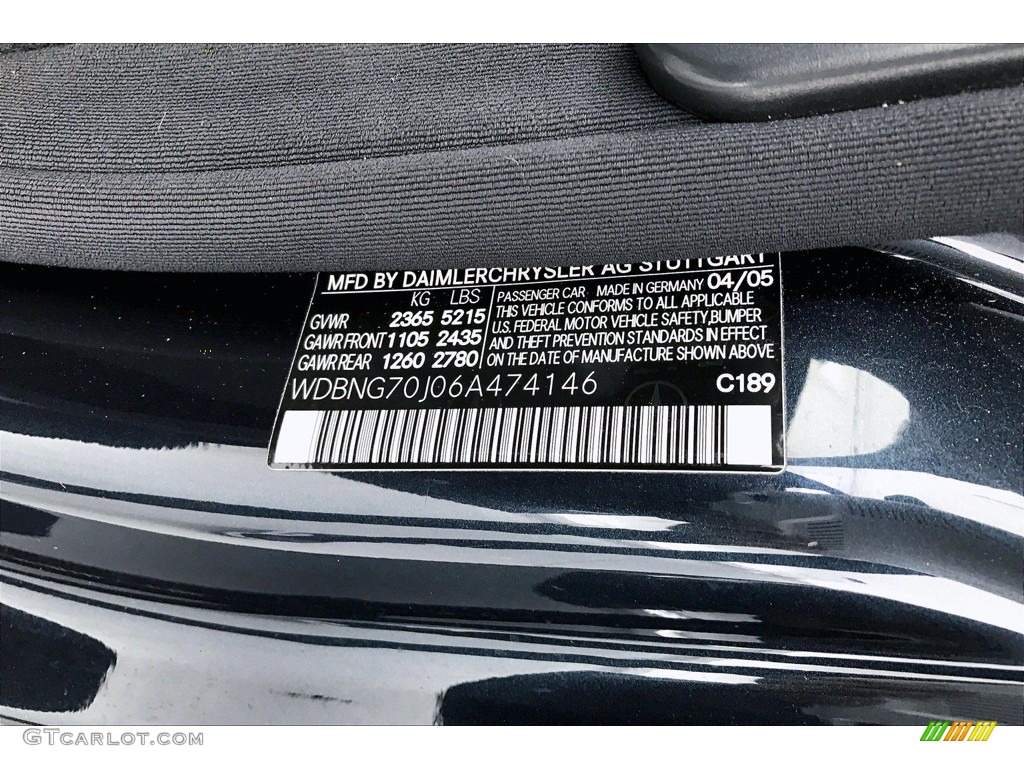 MFD BY DAIMLERCHRYSLER AG STUTTGART
KG LBS
GVWR 2365 5215
GAWR FRONT 1105 2435
GAWR REAR 1260 2780
PASSENGER CAR MADE IN GERMANY 04/05
THIS VEHICLE CONFORMS TO ALL APPLICABLE
U.S. FEDERAL MOTOR VEHICLE SAFETY, BUMPER
AND THEFT PREVENTION STANDARDS IN EFFECT
ON THE DATE OF MANUFACTURE SHOWN ABOVE
WDBNG70J06A474146 C189
GTCARLOT.COM